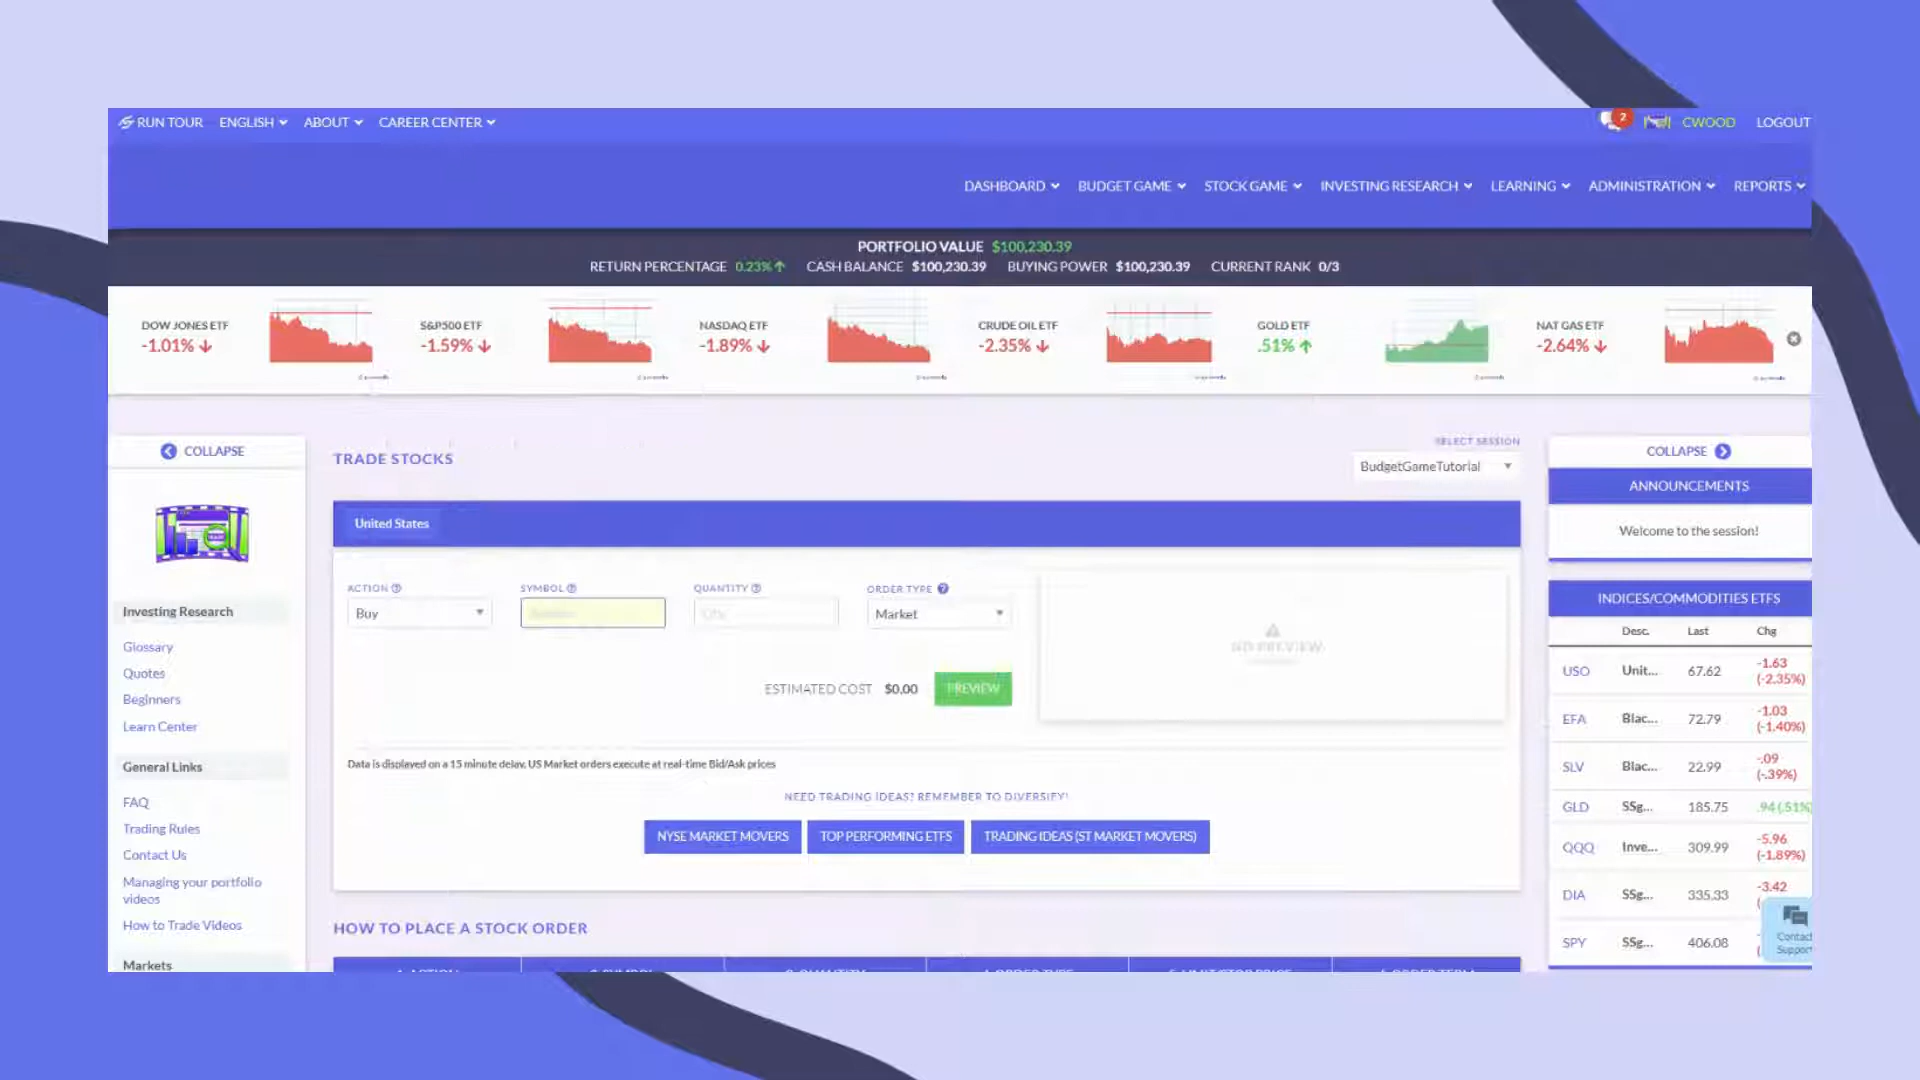 RUN TOUR ENGLISH ABOUT CAREER CENTER 2 CWOOD LOGOUT
DASHBOARD BUDGET GAME STOCK GAME INVESTING RESEARCH LEARNING ADMINISTRATION REPORTS
PORTFOLIO VALUE $100,230.39
RETURN PERCENTAGE 0.23% CASH BALANCE $100,230.39 BUYING POWER $100,230.39 CURRENT RANK 0/3
DOW JONES ETF
-1.01%
S&P500 ETF
-1.59%
NASDAQ ETF
-1.89%
CRUDE OIL ETF
-2.35%
GOLD ETF
.51%
NAT GAS ETF
-2.64%
COLLAPSE
Investing Research
Glossary
Quotes
Beginners
Learn Center
General Links
FAQ
Trading Rules
Contact Us
Managing your portfolio
videos
How to Trade Videos
Markets
TRADE STOCKS
SELECT SESSION
BudgetGameTutorial
United States
ACTION SYMBOL QUANTITY ORDER TYPE
Buy Market
NO PREVIEW
ESTIMATED COST $0.00 PREVIEW
Data is displayed on a 15 minute delay. US Market orders execute at real-time Bid/Ask prices
NEED TRADING IDEAS? REMEMBER TO DIVERSIFY!
NYSE MARKET MOVERS TOP PERFORMING ETFS TRADING IDEAS (ST MARKET MOVERS)
HOW TO PLACE A STOCK ORDER
COLLAPSE
ANNOUNCEMENTS
Welcome to the session!
INDICES/COMMODITIES ETFS
Desc. Last Chg
USO Unit... 67.62 -1.63
(-2.35%)
EFA Blac... 72.79 -1.03
(-1.40%)
SLV Blac... 22.99 -.09
(-.39%)
GLD SSg... 185.75 .94 (.51%)
QQQ Inve... 309.99 -5.96
(-1.89%)
DIA SSg... 335.33 -3.42
SPY SSg... 406.08
Contact
Support